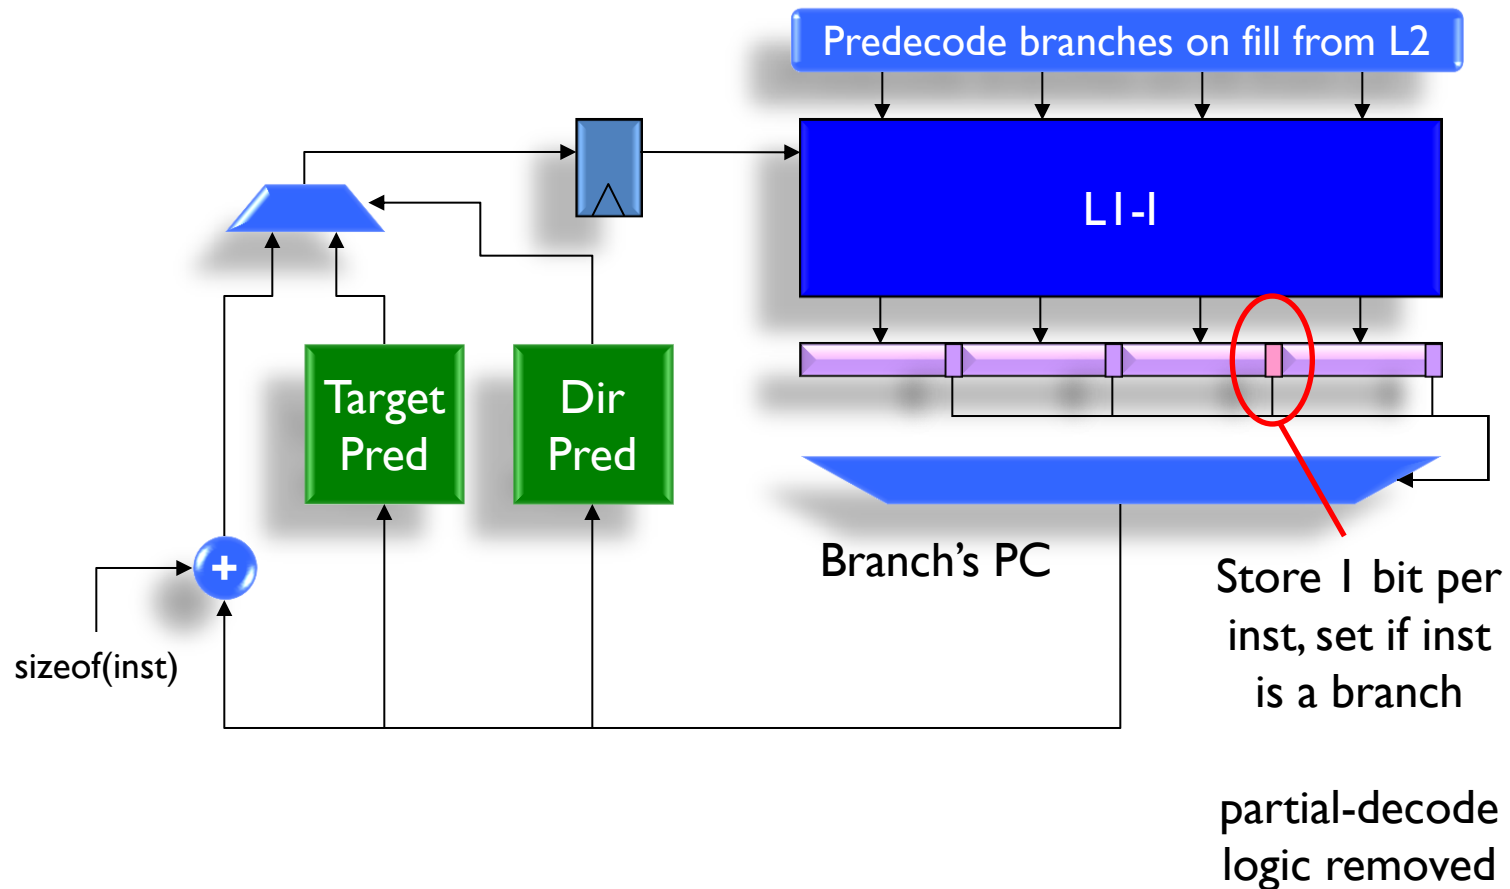 Predecode branches on fill from L2
L1-I
Target
Pred
Dir
Pred
+
sizeof(inst)
Branch’s PC
Store 1 bit per
inst, set if inst
is a branch
partial-decode
logic removed